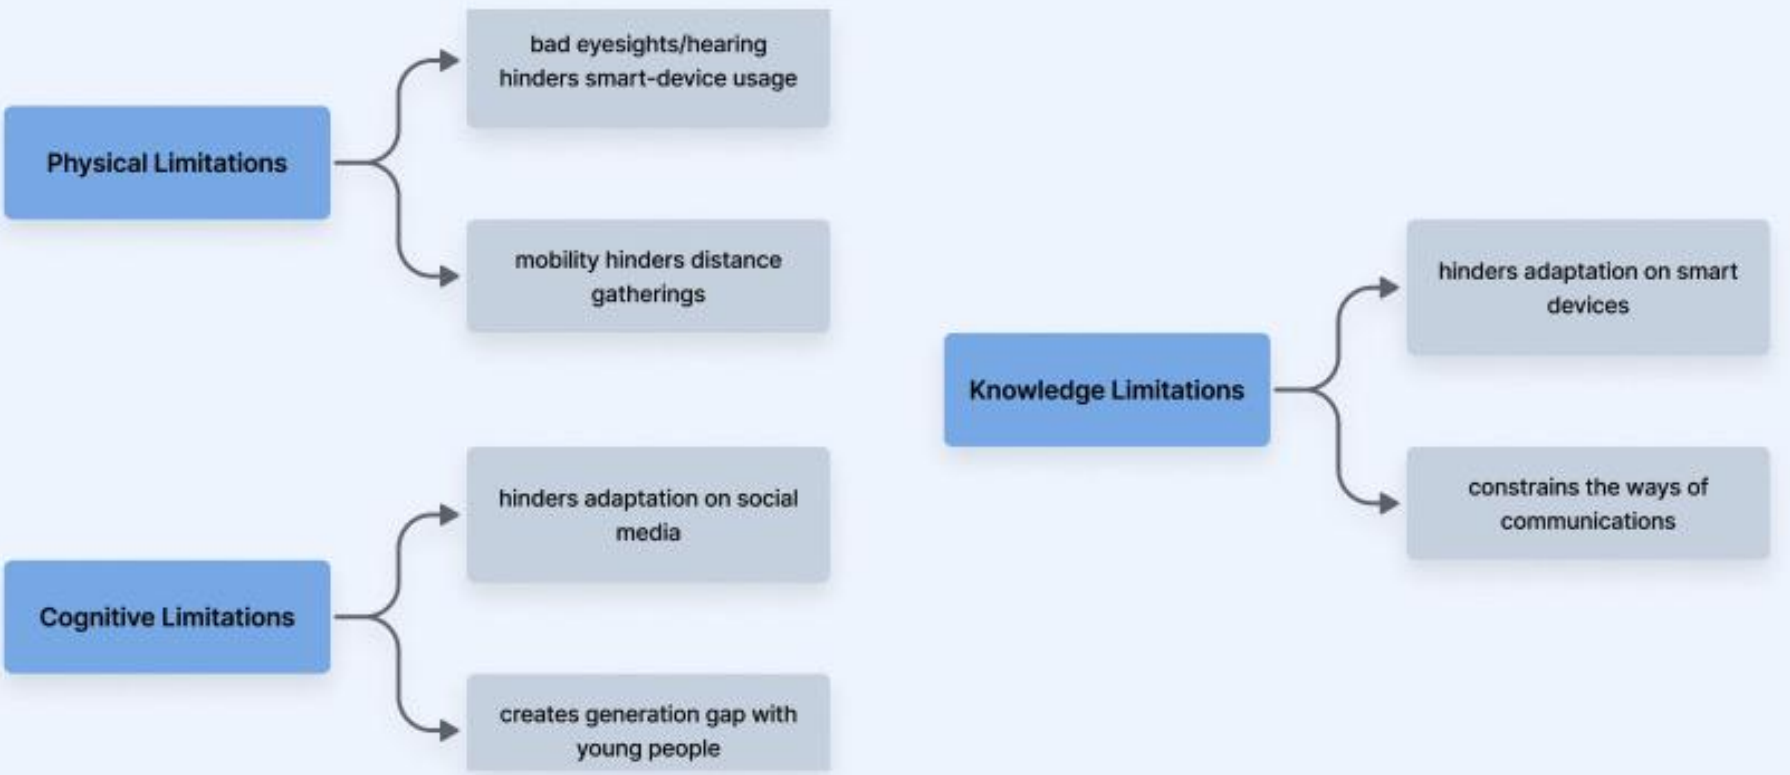 Physical Limitations
bad eyesights/hearing
hinders smart-device usage
mobility hinders distance
gatherings
Cognitive Limitations
hinders adaptation on social
media
creates generation gap with
young people
Knowledge Limitations
hinders adaptation on smart
devices
constrains the ways of
communications